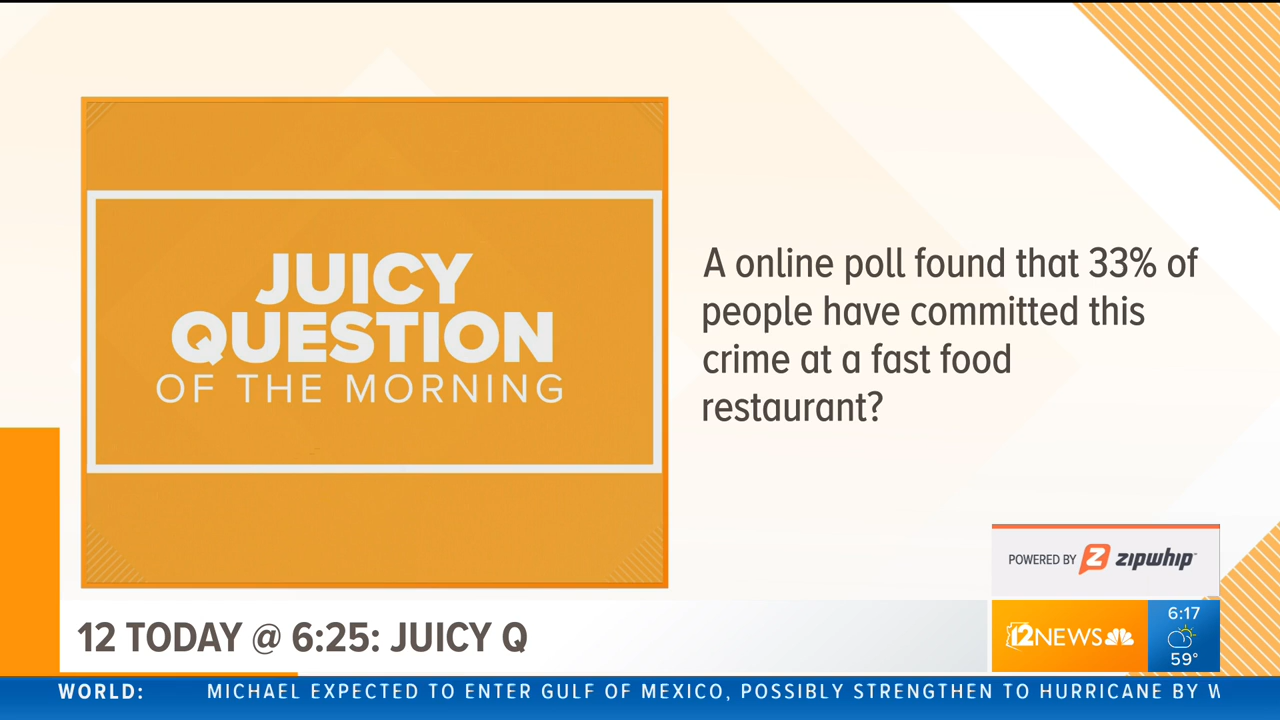 JUICY
QUESTION
OF THE MORNING
A online poll found that 33% of
people have committed this
crime at a fast food
restaurant?
POWERED BY zipwhip
12 TODAY @ 6:25: JUICY Q
12NEWS
6:17
59°
WORLD: MICHAEL EXPECTED TO ENTER GULF OF MEXICO, POSSIBLY STRENGTHEN TO HURRICANE BY